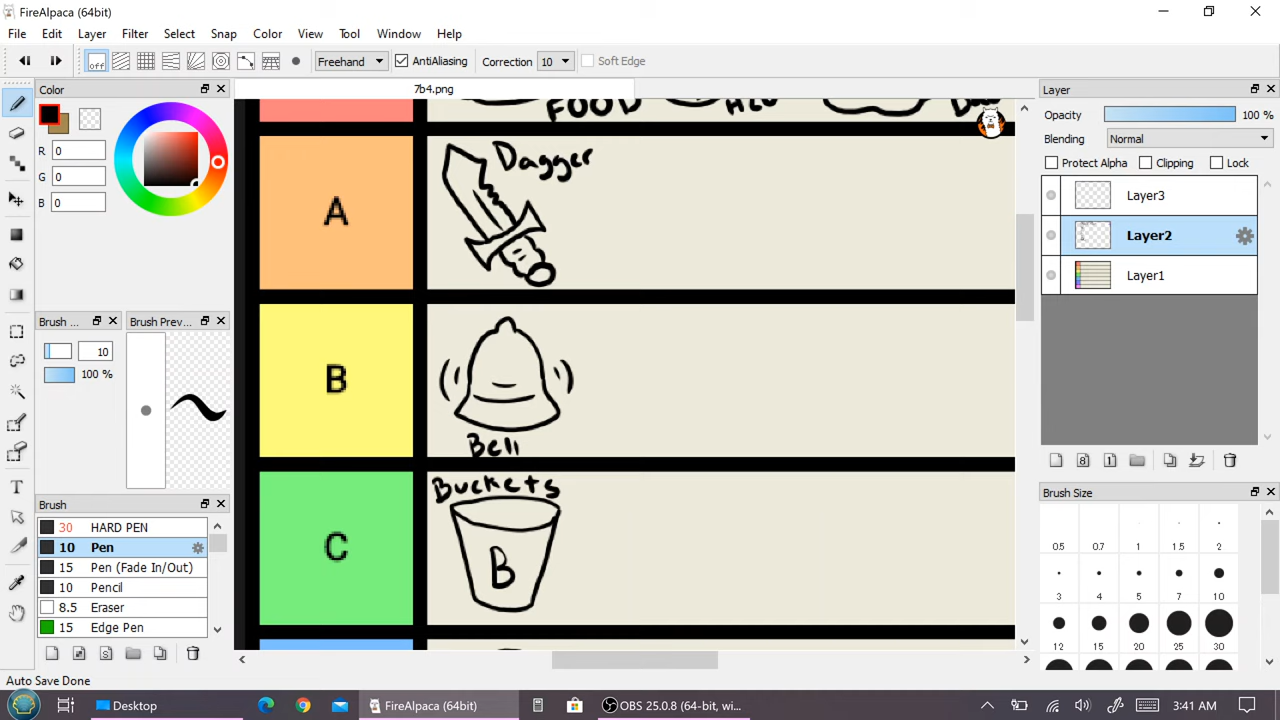 FireAlpaca (64bit)
File Edit Layer Filter Select Snap Color View Tool Window Help
off Freehand AntiAliasing Correction 10 Soft Edge
Color
7b4.png
Layer
R 0
G 0
B 0
Opacity 100 %
Blending Normal
Protect Alpha Clipping Lock
Layer3
Layer2
Layer1
FOOD
A
Dagger
B
Bell
C
Buckets
B
Brush ...
Brush Prev...
10
100 %
Brush
30 HARD PEN
10 Pen
15 Pen (Fade In/Out)
10 Pencil
8.5 Eraser
15 Edge Pen
8 1
Brush Size
0.5 0.7 1 1.5 2
3 4 5 7 10
12 15 20 25 30
Auto Save Done
Desktop
FireAlpaca (64bit)
OBS 25.0.8 (64-bit, wi...
3:41 AM